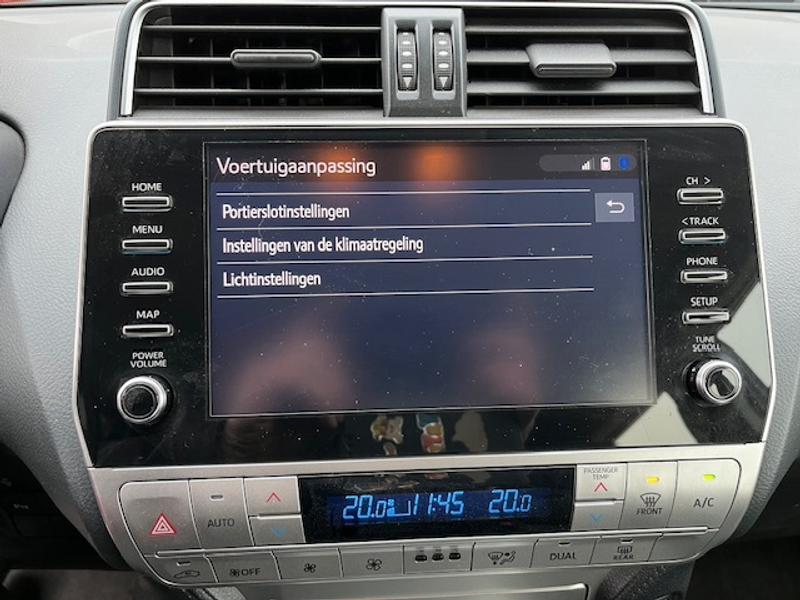 Voertuigaanpassing
Portierslotinstellingen
Instellingen van de klimaatregeling
Lichtinstellingen
HOME
MENU
AUDIO
MAP
POWER
VOLUME
CH >
< TRACK
PHONE
SETUP
TUNE
SCROLL
AUTO
20.0 11:45 20.0
PASSENGER
TEMP
FRONT
A/C
OFF
DUAL
REAR